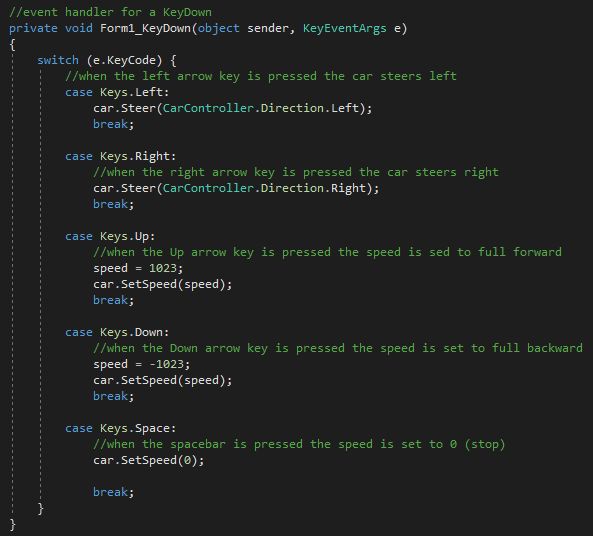 //event handler for a KeyDown
private void Form1_KeyDown(object sender, KeyEventArgs e)
{
switch (e.KeyCode) {
//when the left arrow key is pressed the car steers left
case Keys.Left:
car.Steer(CarController.Direction.Left);
break;
case Keys.Right:
//when the right arrow key is pressed the car steers right
car.Steer(CarController.Direction.Right);
break;
case Keys.Up:
//when the Up arrow key is pressed the speed is sed to full forward
speed = 1023;
car.SetSpeed(speed);
break;
case Keys.Down:
//when the Down arrow key is pressed the speed is set to full backward
speed = -1023;
car.SetSpeed(speed);
break;
case Keys.Space:
//when the spacebar is pressed the speed is set to 0 (stop)
car.SetSpeed(0);
break;
}
}